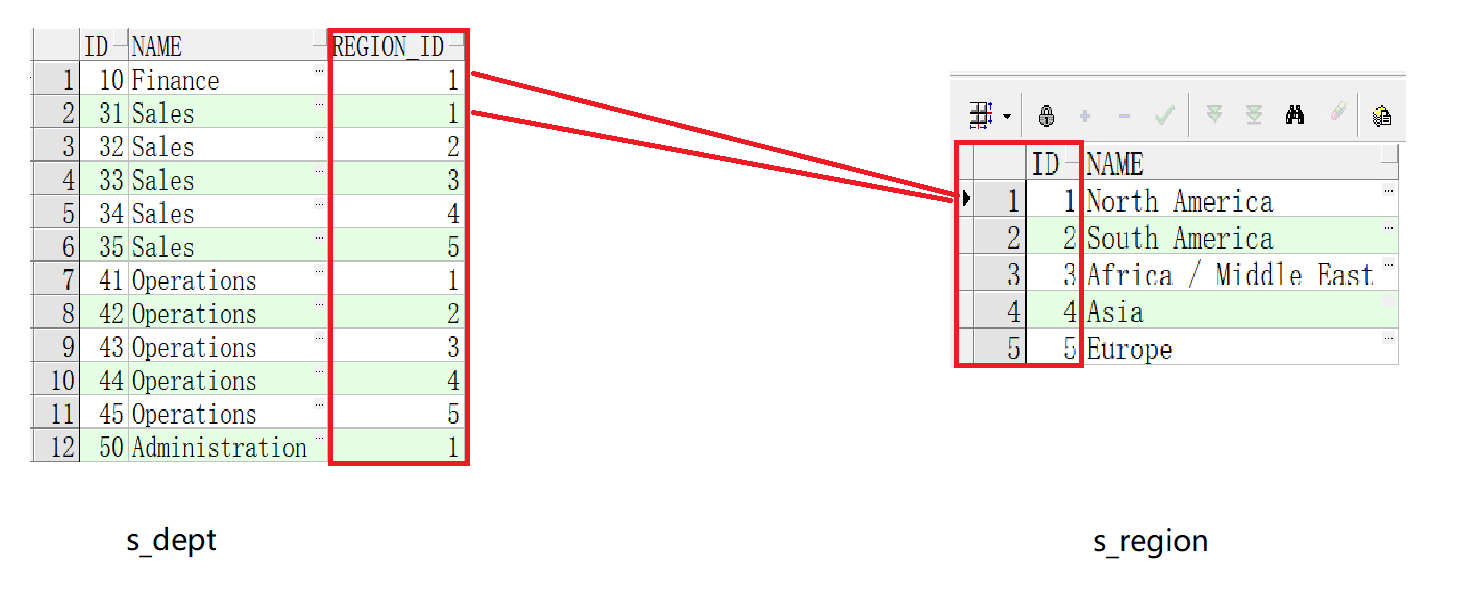 ID NAME REGION_ID
1 10 Finance 1
2 31 Sales 1
3 32 Sales 2
4 33 Sales 3
5 34 Sales 4
6 35 Sales 5
7 41 Operations 1
8 42 Operations 2
9 43 Operations 3
10 44 Operations 4
11 45 Operations 5
12 50 Administration 1
s_dept
ID NAME
1 1 North America
2 2 South America
3 3 Africa / Middle East
4 4 Asia
5 5 Europe
s_region